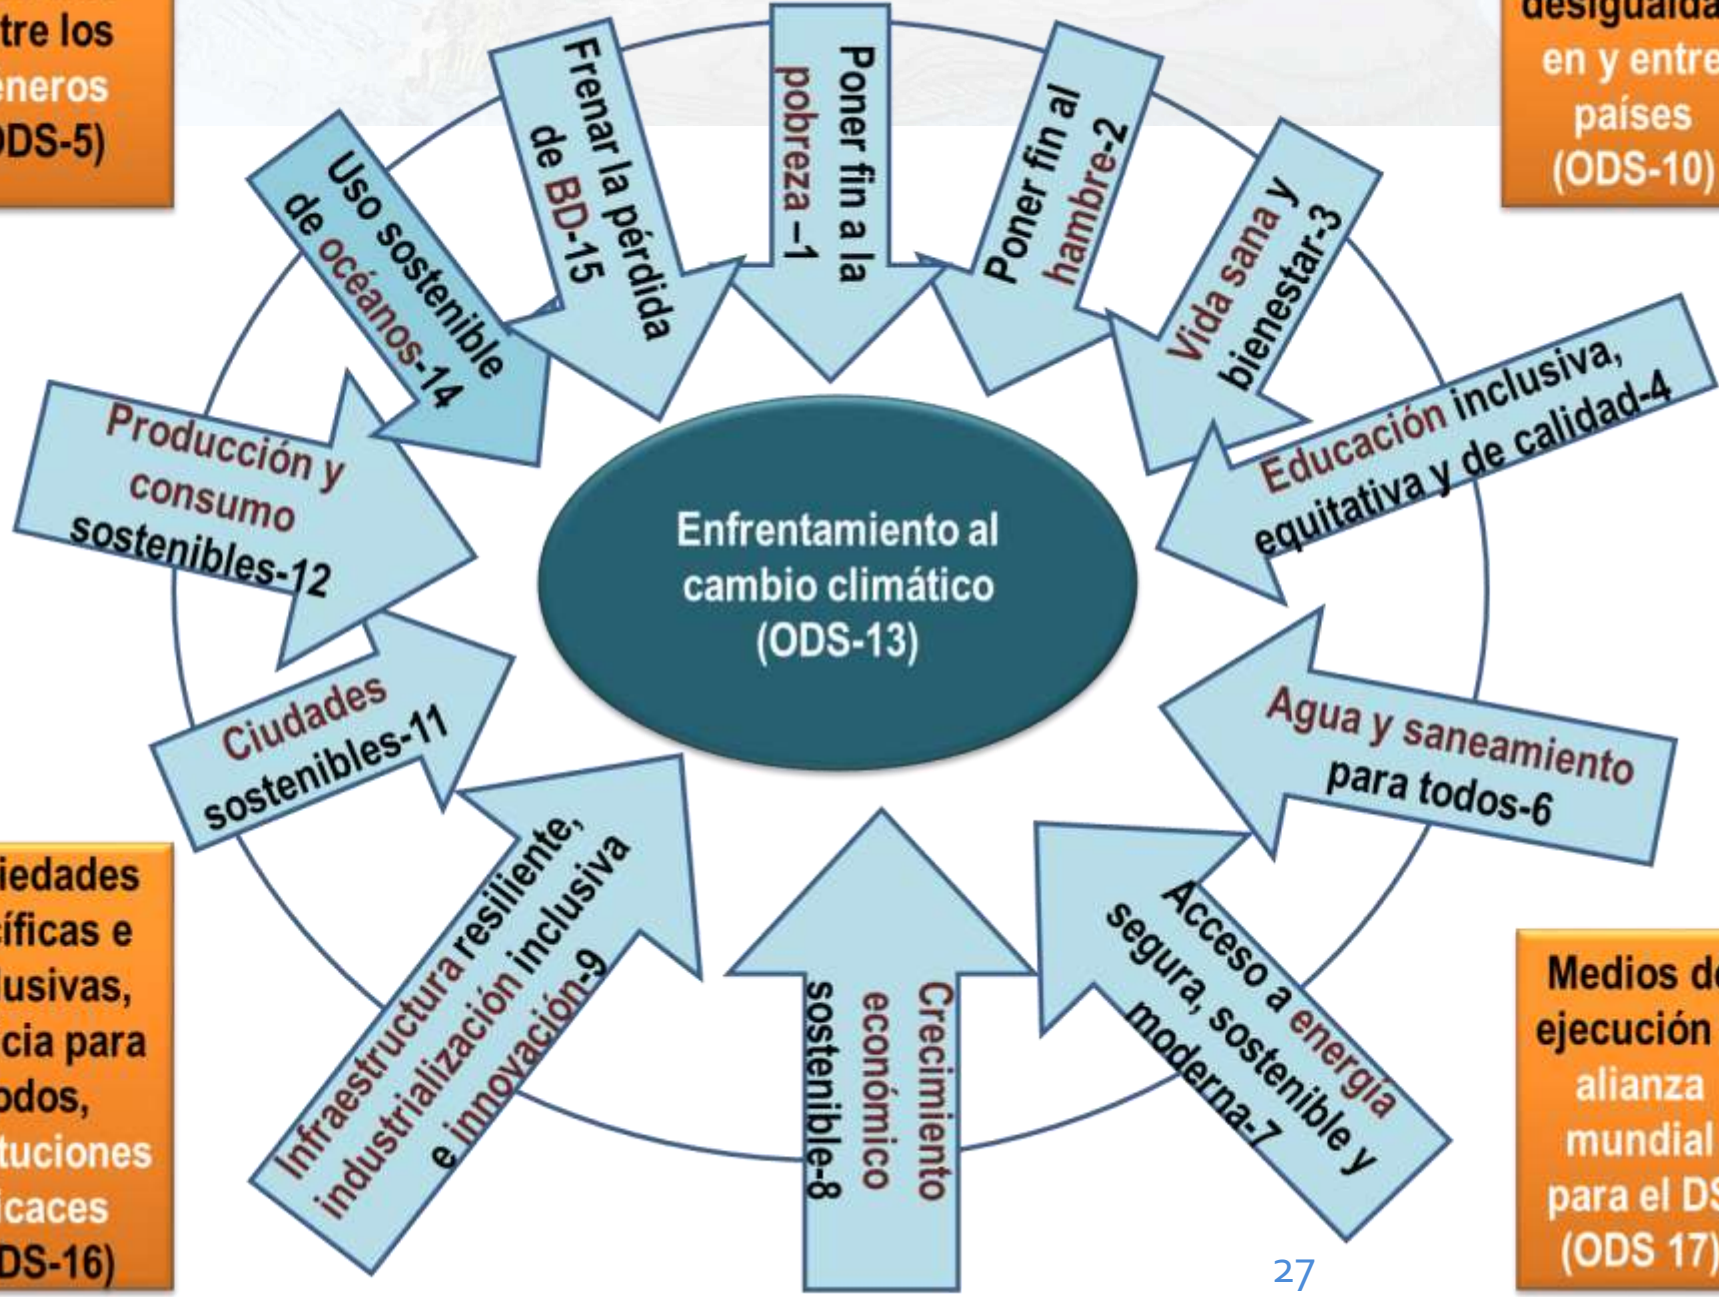 tre los
éneros
ODS-5)
en y entre
países
(ODS-10)
Uso sostenible
de océanos-14
Frenar la pérdida
de BD-15
Poner fin a la
pobreza –1
Poner fin al
hambre-2
Vida sana y
bienestar-3
Educación inclusiva,
equitativa y de calidad-4
Agua y saneamiento
para todos-6
Acceso a energía
segura, sostenible y
moderna-7
Crecimiento
económico
sostenible-8
Infraestructura resiliente,
industrialización inclusiva
e innovación-9
Ciudades
sostenibles-11
Producción y
consumo
sostenibles-12
Enfrentamiento al
cambio climático
(ODS-13)
iedades
cíficas e
lusivas,
cia para
odos,
tuciones
icaces
DS-16)
Medios de
ejecución
alianza
mundial
para el DS
(ODS 17)
27